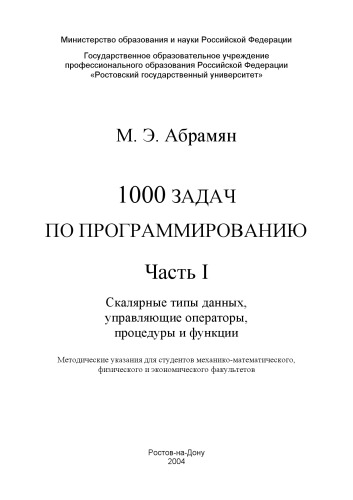 Министерство образования и науки Российской Федерации
Государственное образовательное учреждение
профессионального образования Российской Федерации
«Ростовский государственный университет»
М. Э. Абрамян
1000 ЗАДАЧ
ПО ПРОГРАММИРОВАНИЮ
Часть I
Скалярные типы данных,
управляющие операторы,
процедуры и функции
Методические указания для студентов механико-математического,
физического и экономического факультетов
Ростов-на-Дону
2004